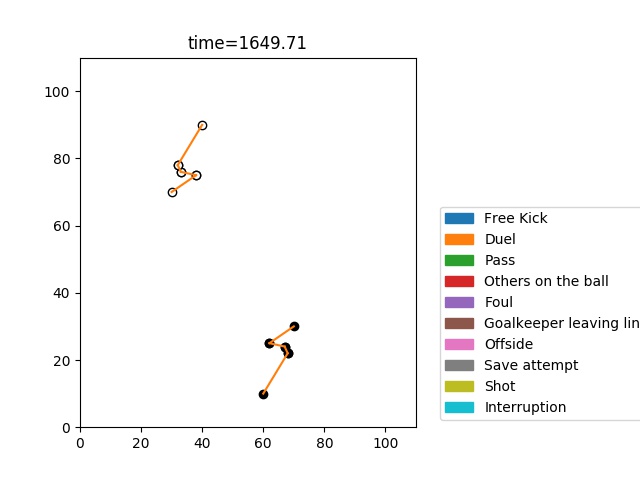 time=1649.71
100
80
60
40
20
0
0 20 40 60 80 100
Free Kick
Duel
Pass
Others on the ball
Foul
Goalkeeper leaving lin
Offside
Save attempt
Shot
Interruption